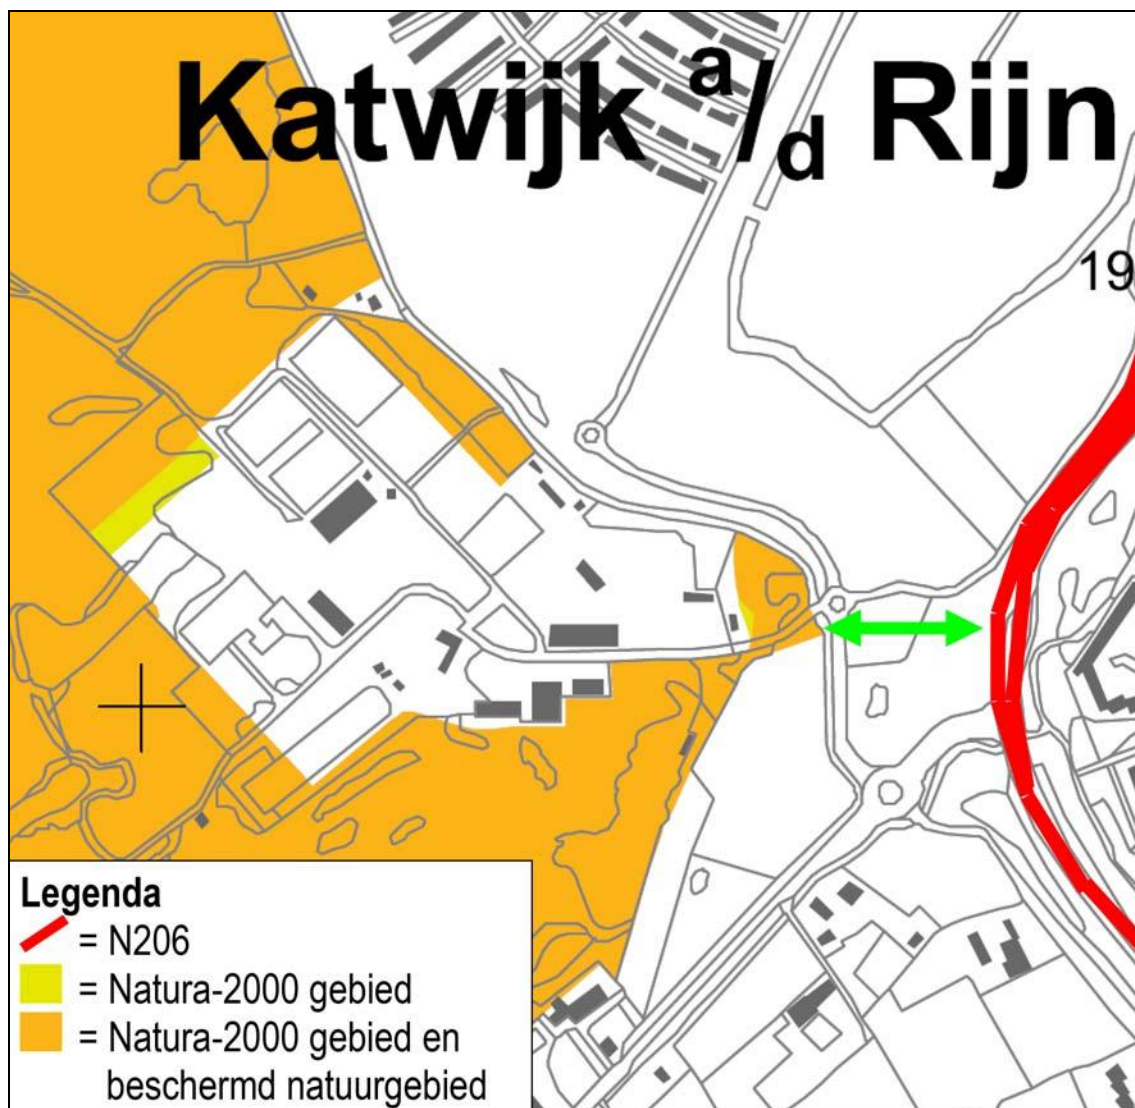 Katwijk a/d Rijn
19
Legenda
= N206
= Natura-2000 gebied
= Natura-2000 gebied en
beschermd natuurgebied